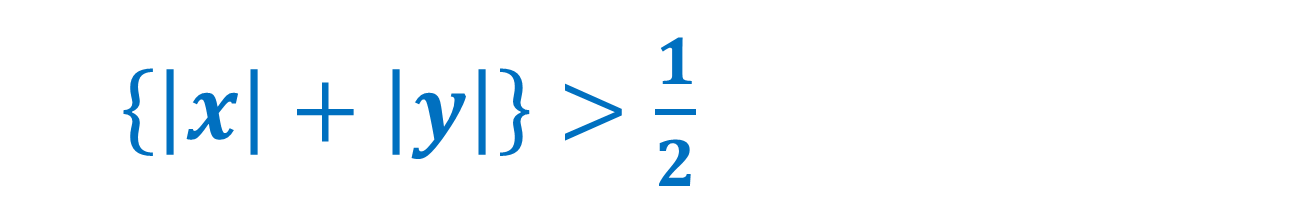 {|x| + |y|} > 1/2